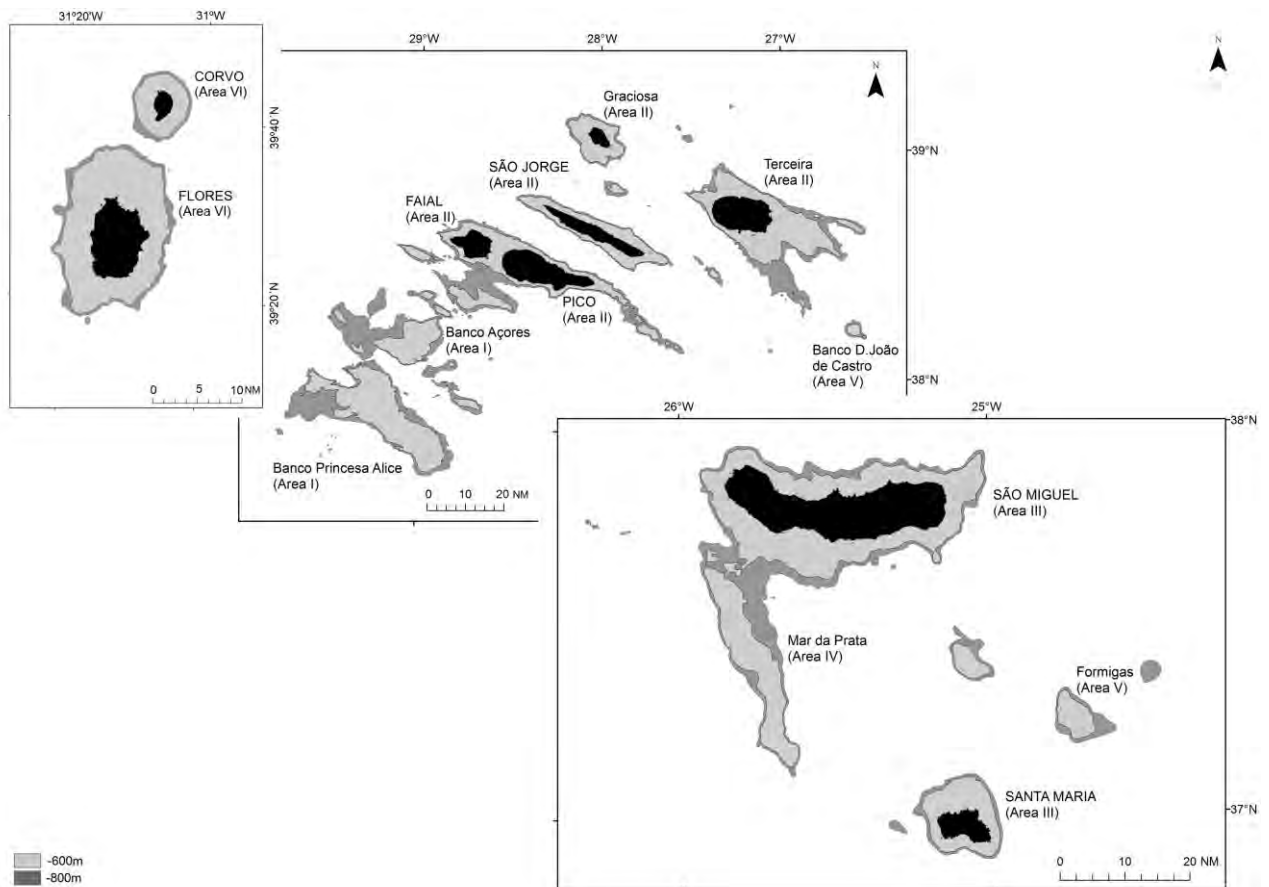 31°20'W
31°W
CORVO
(Area VI)
39°40'N
FLORES
(Area VI)
39°20'N
0 5 10 NM
29°W
28°W
27°W
N
Graciosa
(Area II)
39°N
SÃO JORGE
(Area II)
Terceira
(Area II)
FAIAL
(Area II)
PICO
(Area II)
Banco Açores
(Area I)
Banco D.João
de Castro
(Area V)
38°N
Banco Princesa Alice
(Area I)
0 10 20 NM
N
26°W
25°W
38°N
SÃO MIGUEL
(Area III)
Mar da Prata
(Area IV)
Formigas
(Area V)
SANTA MARIA
(Area III)
37°N
0 10 20 NM
-600m
-800m